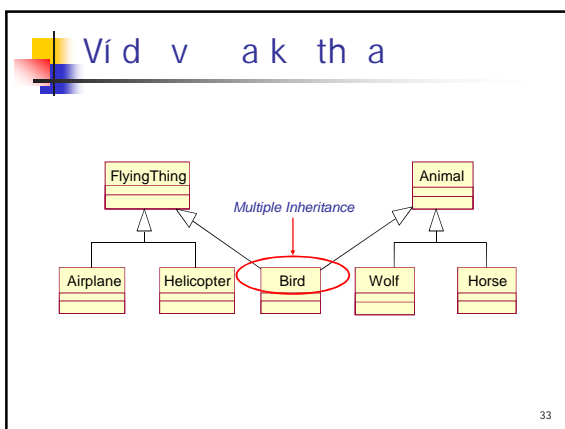 Ví d v a k th a
FlyingThing
Animal
Multiple Inheritance
Airplane
Helicopter
Bird
Wolf
Horse
33